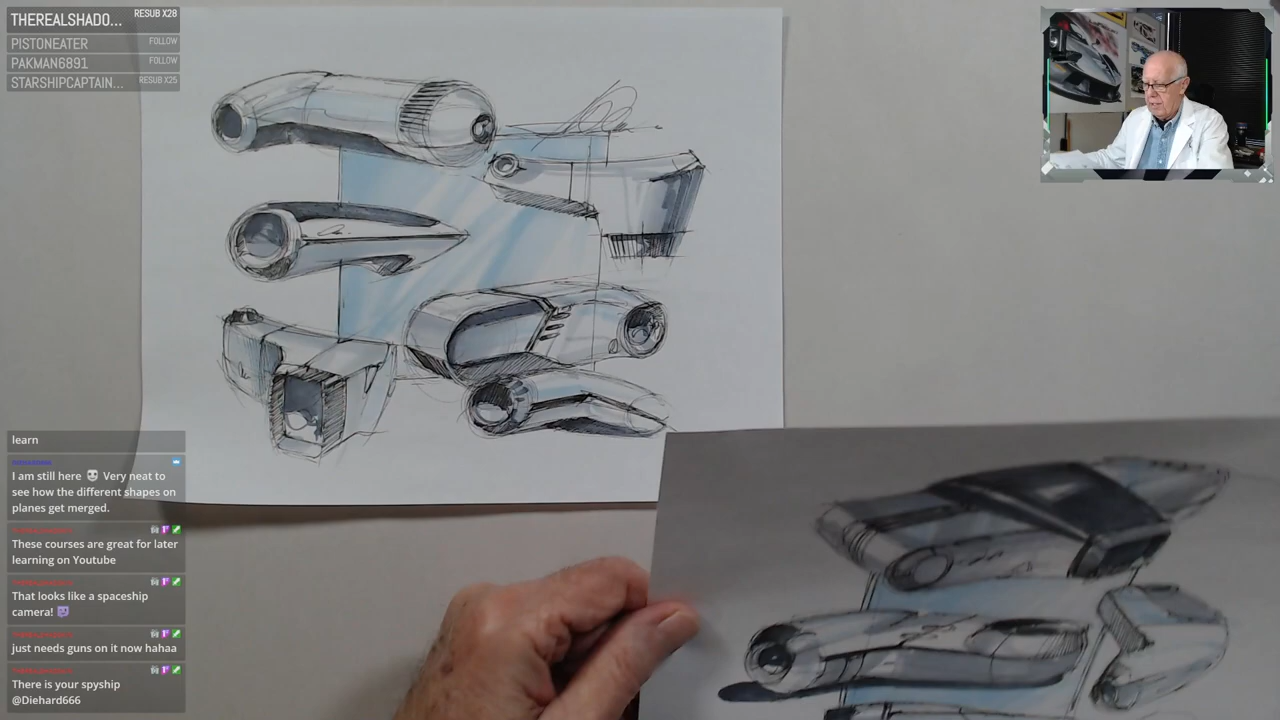 THEREALSHADO... RESUB X28
PISTONEATER FOLLOW
PAKMAN6891 FOLLOW
STARSHIPCAPTAIN... RESUB X25
learn
I am still here Very neat to
see how the different shapes on
planes get merged.
These courses are great for later
learning on Youtube
That looks like a spaceship
camera!
just needs guns on it now hahaa
There is your spyship
@Diehard666